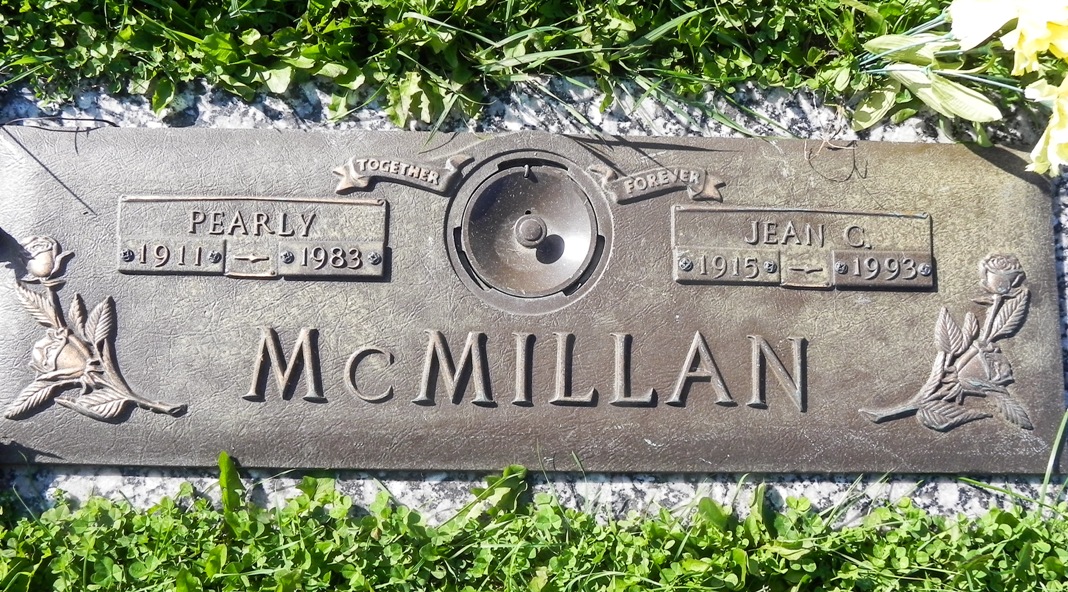 TOGETHER FOREVER
PEARLY
1911 - 1983
JEAN C.
1915 - 1993
McMILLAN